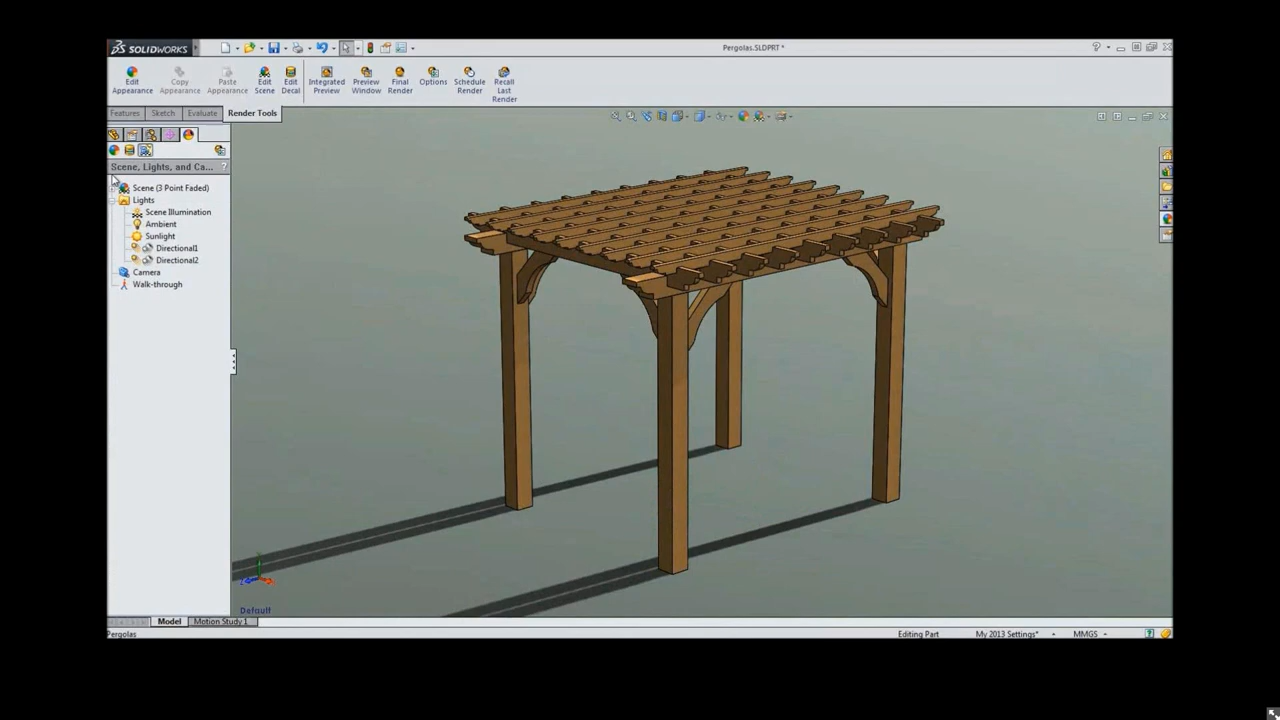 SOLIDWORKS
Pergolas.SLDPRT *
Edit Appearance
Copy Appearance
Paste Appearance
Edit Scene
Edit Decal
Integrated Preview
Preview Window
Final Render
Options
Schedule Render
Recall Last Render
Features
Sketch
Evaluate
Render Tools
Scene, Lights, and Ca...
Scene (3 Point Faded)
Lights
Scene Illumination
Ambient
Sunlight
Directional1
Directional2
Camera
Walk-through
Default
Model
Motion Study 1
Pergolas
Editing Part
My 2013 Settings*
MMGS